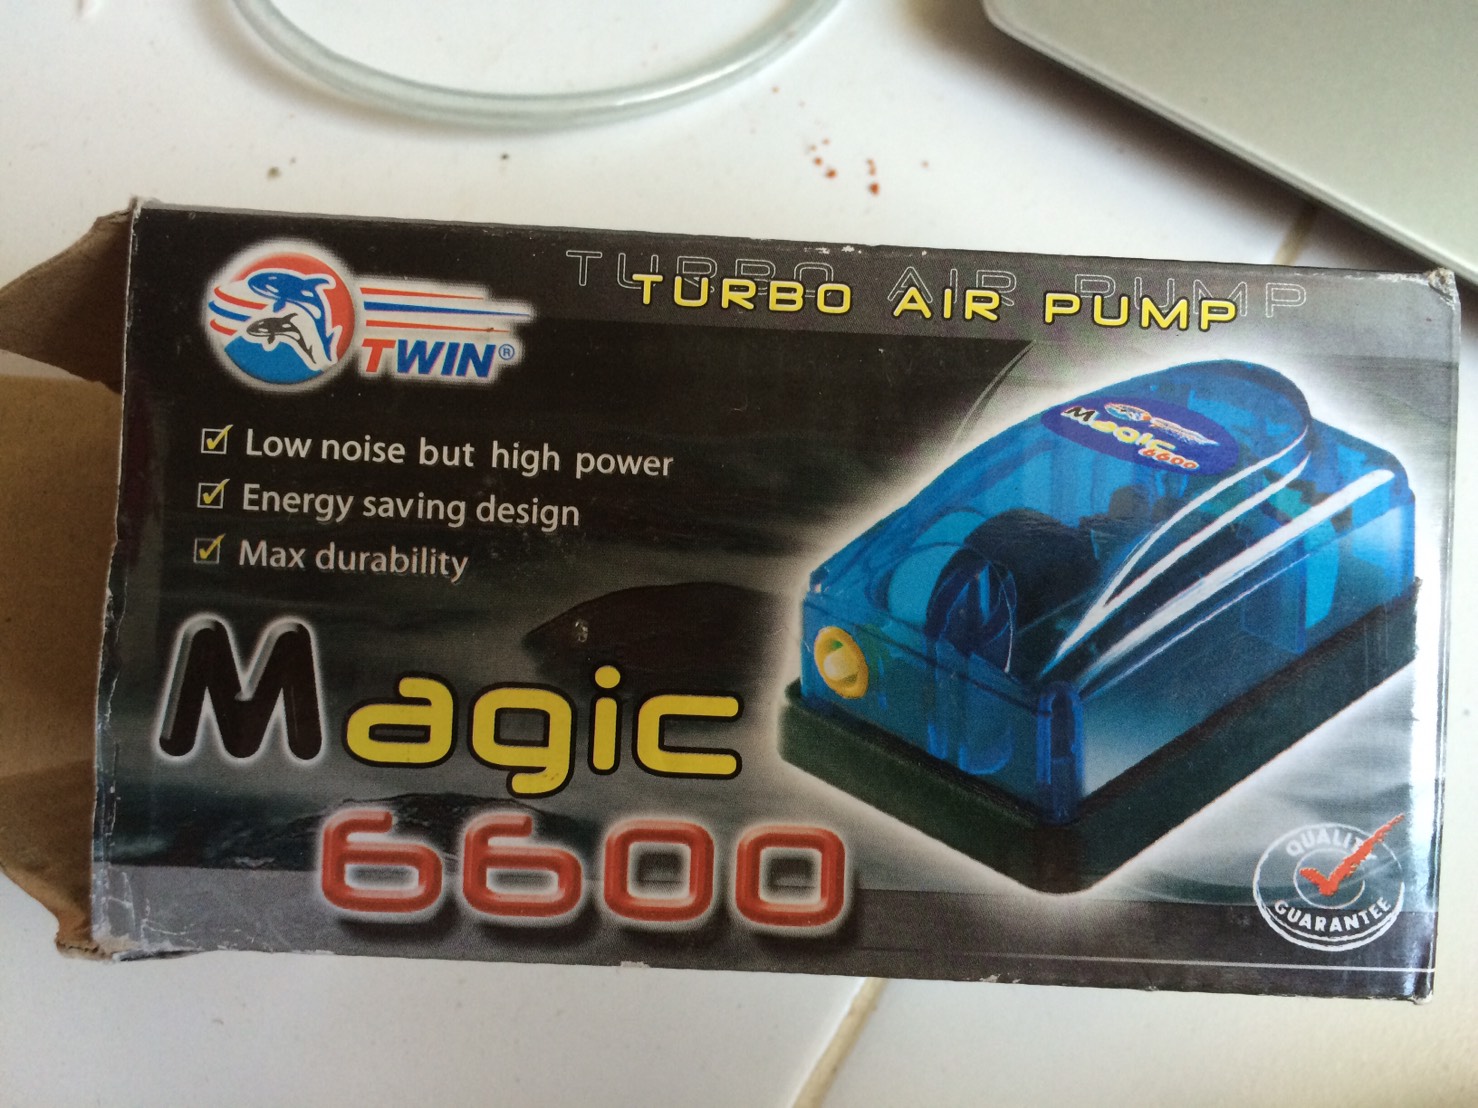 TURBO AIR PUMP
TURBO AIR PUMP
TWIN®
Low noise but high power
Energy saving design
Max durability
Magic
6600
Magic
6600
QUALITY
GUARANTEE